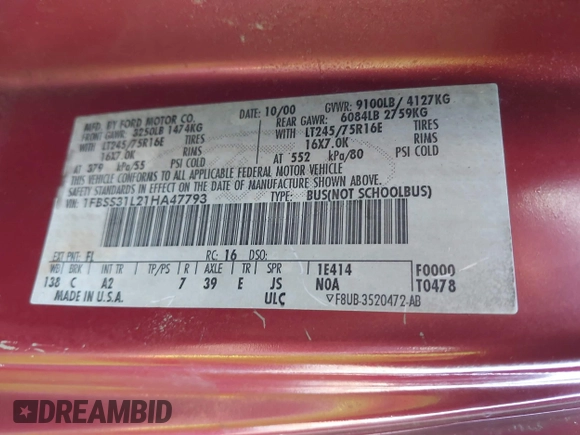 MFD. BY FORD MOTOR CO.
DATE: 10/00
GVWR: 9100LB/ 4127KG
FRONT GAWR: 3250LB 1474KG
REAR GAWR: 6084LB 2759KG
LT245/75R16E TIRES WITH LT245/75R16E TIRES
16X7.0K RIMS 16X7.0K RIMS
AT 379 kPa/55 PSI COLD AT 552 kPa/80 PSI COLD
THIS VEHICLE CONFORMS TO ALL APPLICABLE FEDERAL MOTOR VEHICLE
SAFETY STANDARDS IN EFFECT ON THE DATE OF MANUFACTURE SHOWN ABOVE
VIN: 1FBSS31L21HA47793
TYPE: BUS(NOT SCHOOLBUS)
EXT PNT: FL RC: 16 DSO:
WB BRK INT TR TP/PS R AXLE TR SPR 1E414 F0000
138 C A2 7 39 E JS N0A T0478
MADE IN U.S.A. ULC ▽F8UB-3520472-AB
DREAMBID